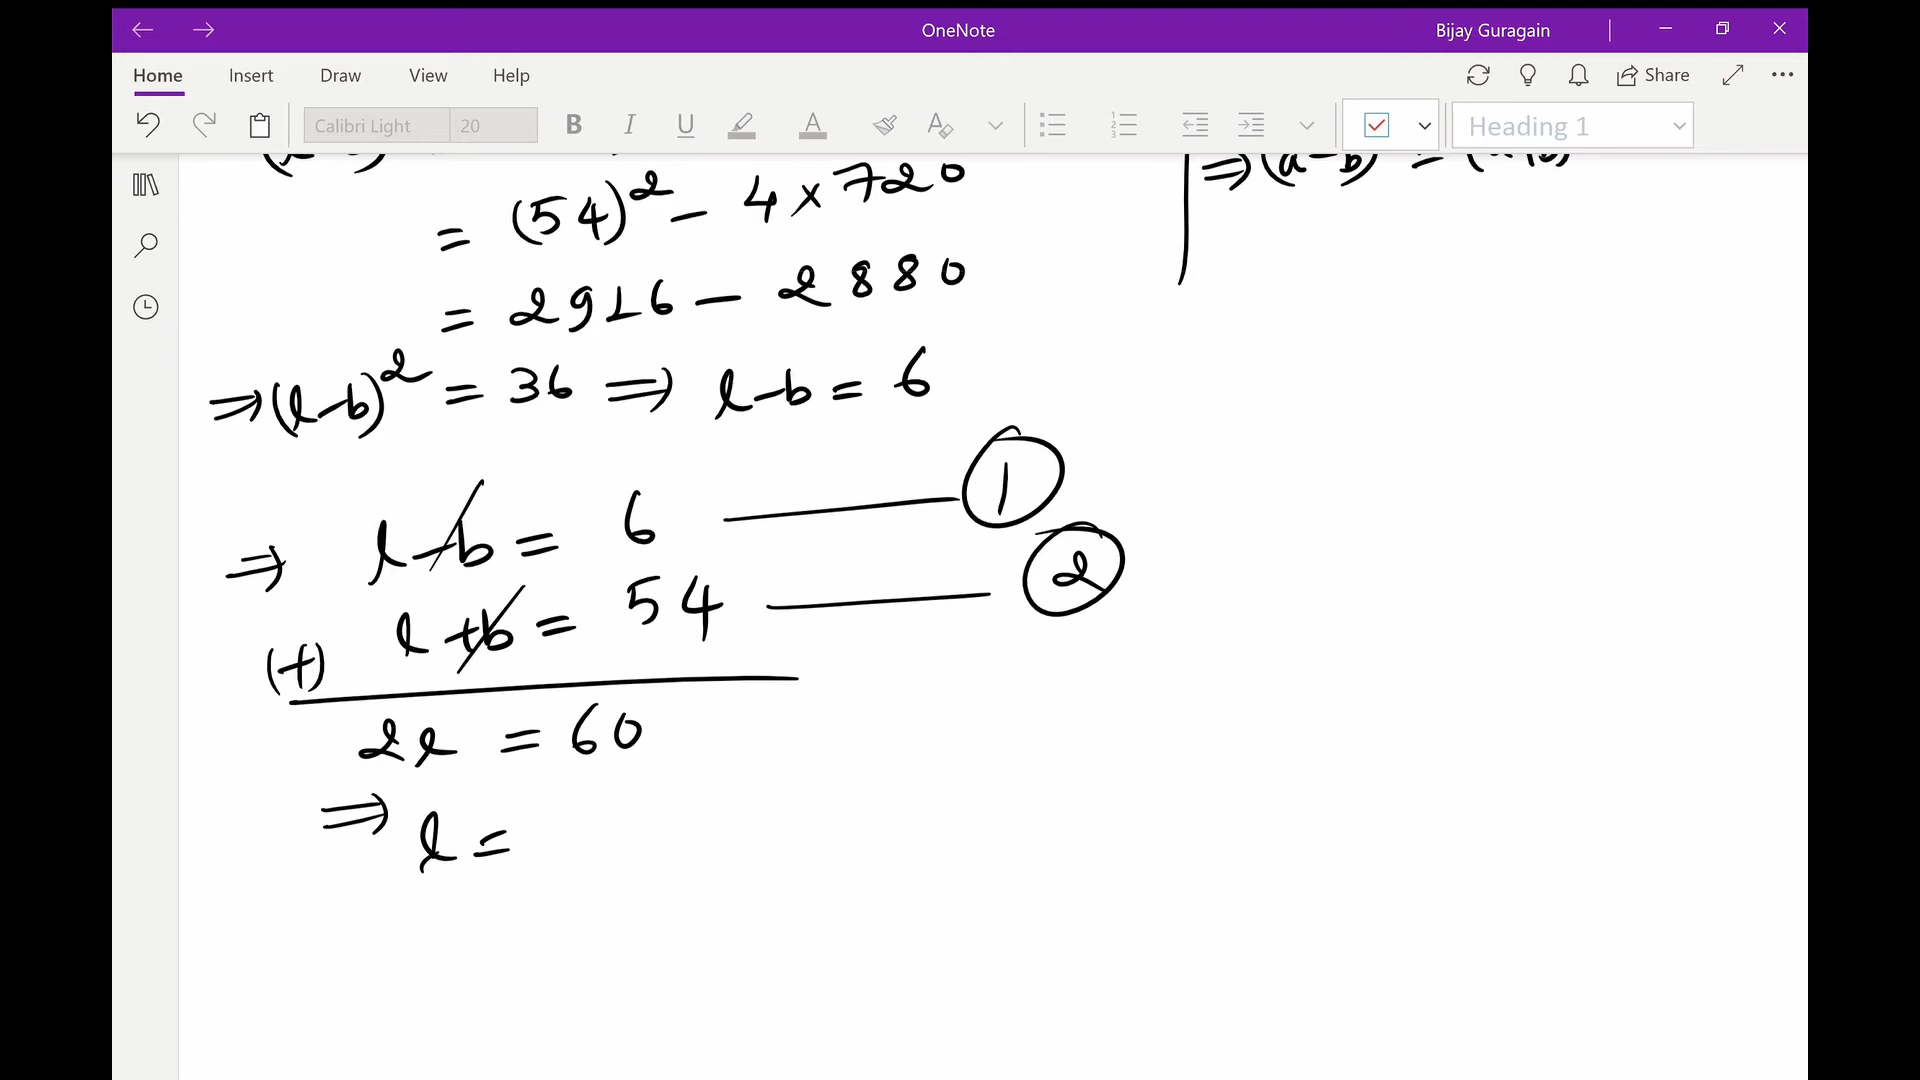 OneNote
Bijay Guragain
Home Insert Draw View Help
Share
Calibri Light 20 B I U A A Heading 1
⇒(a-b) = (a+b)
= (54)² - 4 × 720
= 2916 - 2880
⇒(l-b)² = 36 ⇒ l-b = 6
⇒ l-b = 6 ——— 1
l+b = 54 ——— 2
(+)
2l = 60
⇒ l =